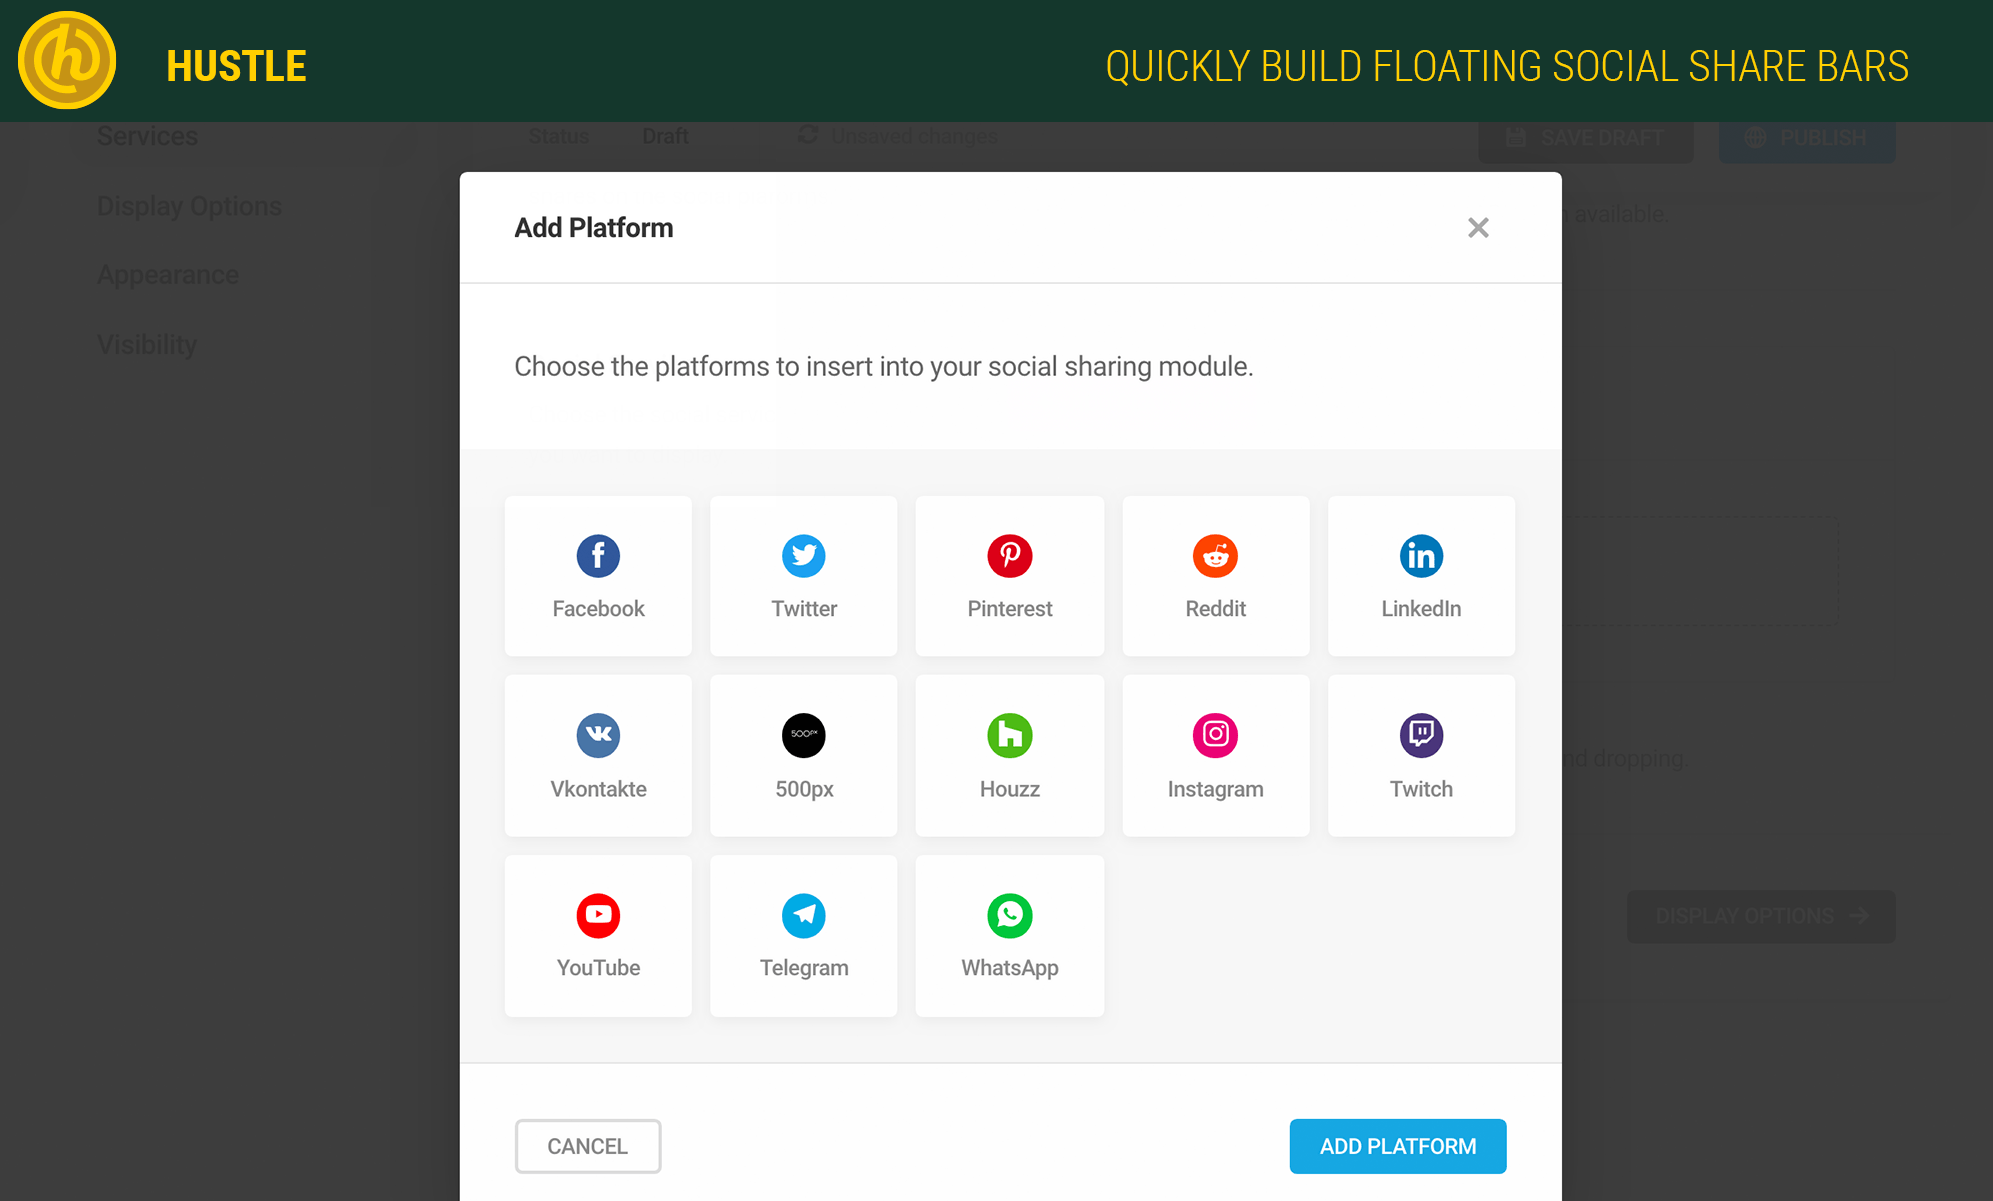 HUSTLE
QUICKLY BUILD FLOATING SOCIAL SHARE BARS
Services
Status Draft Unsaved changes
SAVE DRAFT
PUBLISH
Display Options
Appearance
Visibility
available.
Add Platform
Choose the platforms to insert into your social sharing module.
Facebook
Twitter
Pinterest
Reddit
LinkedIn
Vkontakte
500px
500px
Houzz
Instagram
Twitch
nd dropping.
YouTube
Telegram
WhatsApp
DISPLAY OPTIONS
CANCEL
ADD PLATFORM